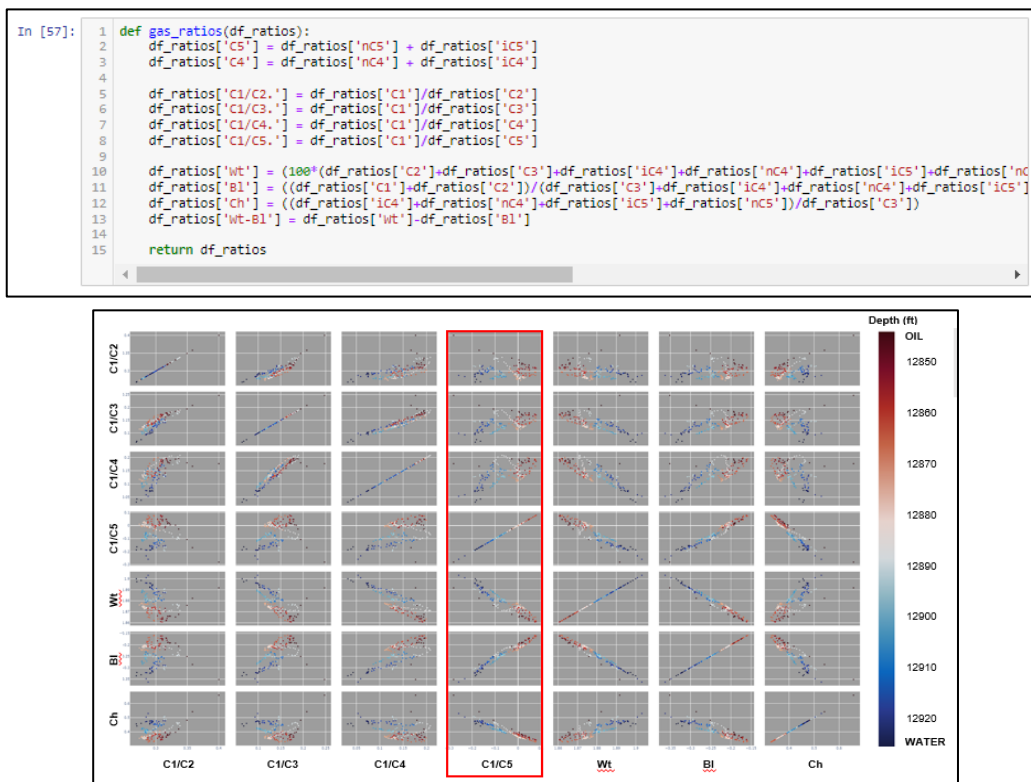 In [57]:
1 def gas_ratios(df_ratios):
2 df_ratios['C5'] = df_ratios['nC5'] + df_ratios['iC5']
3 df_ratios['C4'] = df_ratios['nC4'] + df_ratios['iC4']
4
5 df_ratios['C1/C2.'] = df_ratios['C1']/df_ratios['C2']
6 df_ratios['C1/C3.'] = df_ratios['C1']/df_ratios['C3']
7 df_ratios['C1/C4.'] = df_ratios['C1']/df_ratios['C4']
8 df_ratios['C1/C5.'] = df_ratios['C1']/df_ratios['C5']
9
10 df_ratios['Wt'] = (100*(df_ratios['C2']+df_ratios['C3']+df_ratios['iC4']+df_ratios['nC4']+df_ratios['iC5']+df_ratios['nC
11 df_ratios['Bl'] = ((df_ratios['C1']+df_ratios['C2'])/(df_ratios['C3']+df_ratios['iC4']+df_ratios['nC4']+df_ratios['iC5']
12 df_ratios['Ch'] = ((df_ratios['iC4']+df_ratios['nC4']+df_ratios['iC5']+df_ratios['nC5'])/df_ratios['C3'])
13 df_ratios['Wt-Bl'] = df_ratios['Wt']-df_ratios['Bl']
14
15 return df_ratios
Depth (ft)
OIL
12850
12860
12870
12880
12890
12900
12910
12920
WATER
C1/C2
C1/C3
C1/C4
C1/C5
Wt
Bl
Ch
C1/C2 C1/C3 C1/C4 C1/C5 Wt Bl Ch